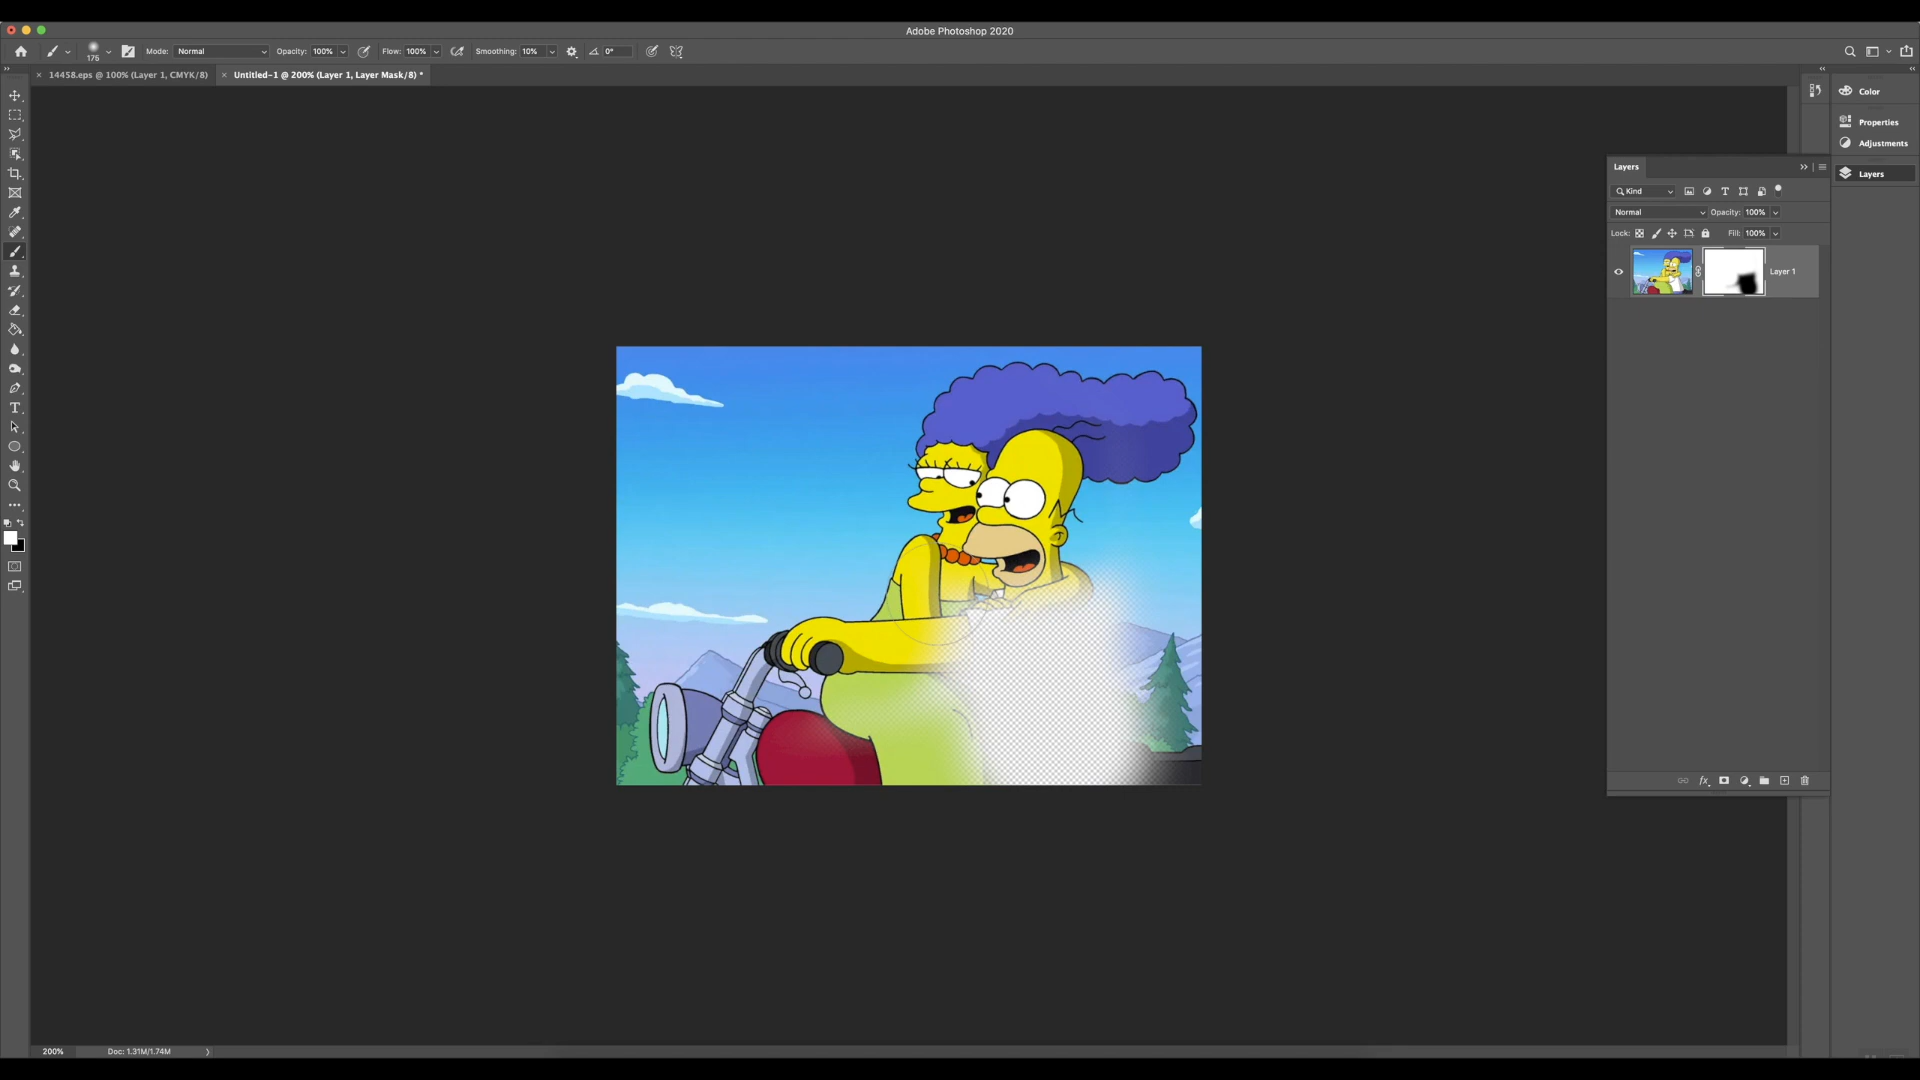 Adobe Photoshop 2020
175
Mode: Normal
Opacity: 100%
Flow: 100%
Smoothing: 10%
0°
14458.eps @ 100% (Layer 1, CMYK/8)
Untitled-1 @ 200% (Layer 1, Layer Mask/8) *
Color
Properties
Adjustments
Layers
Layers
Kind
Normal
Opacity: 100%
Lock:
Fill: 100%
Layer 1
fx
200%
Doc: 1.31M/1.74M